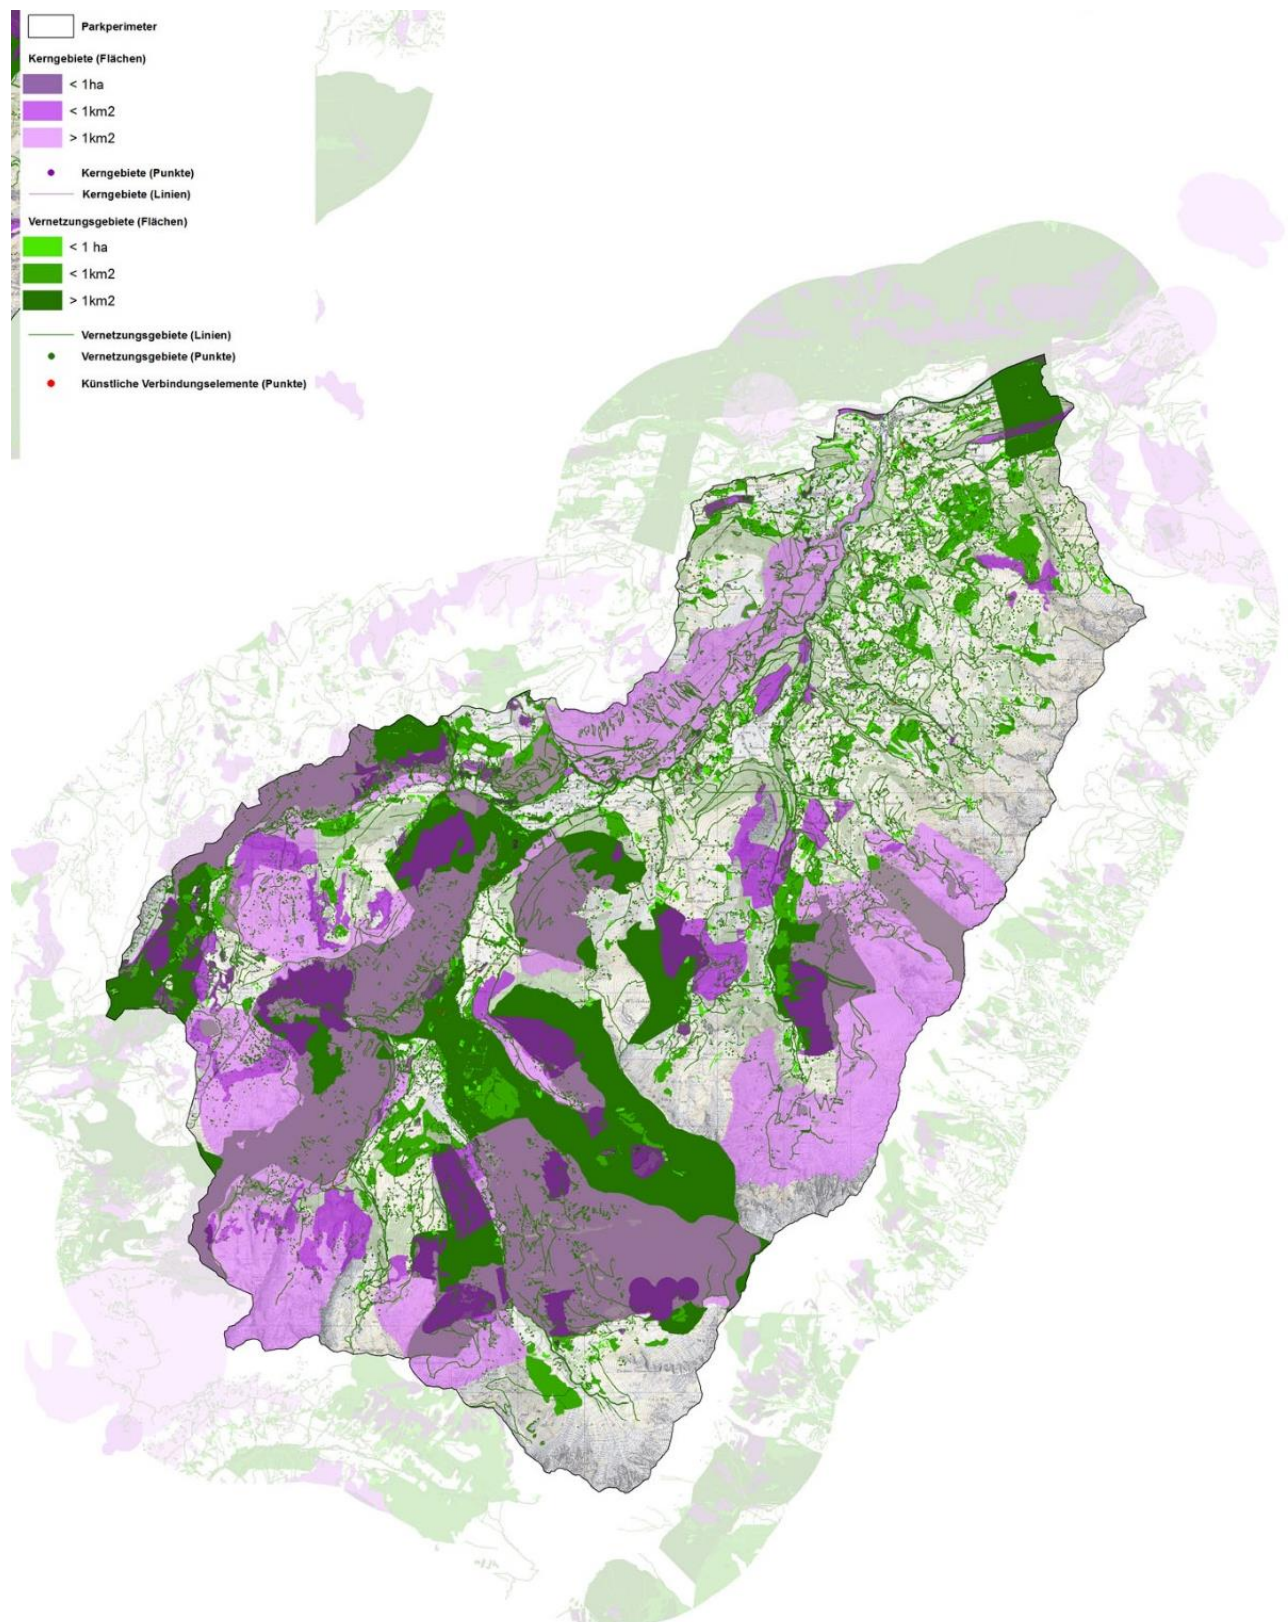 Parkperimeter
Kerngebiete (Flächen)
< 1ha
< 1km2
> 1km2
Kerngebiete (Punkte)
Kerngebiete (Linien)
Vernetzungsgebiete (Flächen)
< 1 ha
< 1km2
> 1km2
Vernetzungsgebiete (Linien)
Vernetzungsgebiete (Punkte)
Künstliche Verbindungselemente (Punkte)